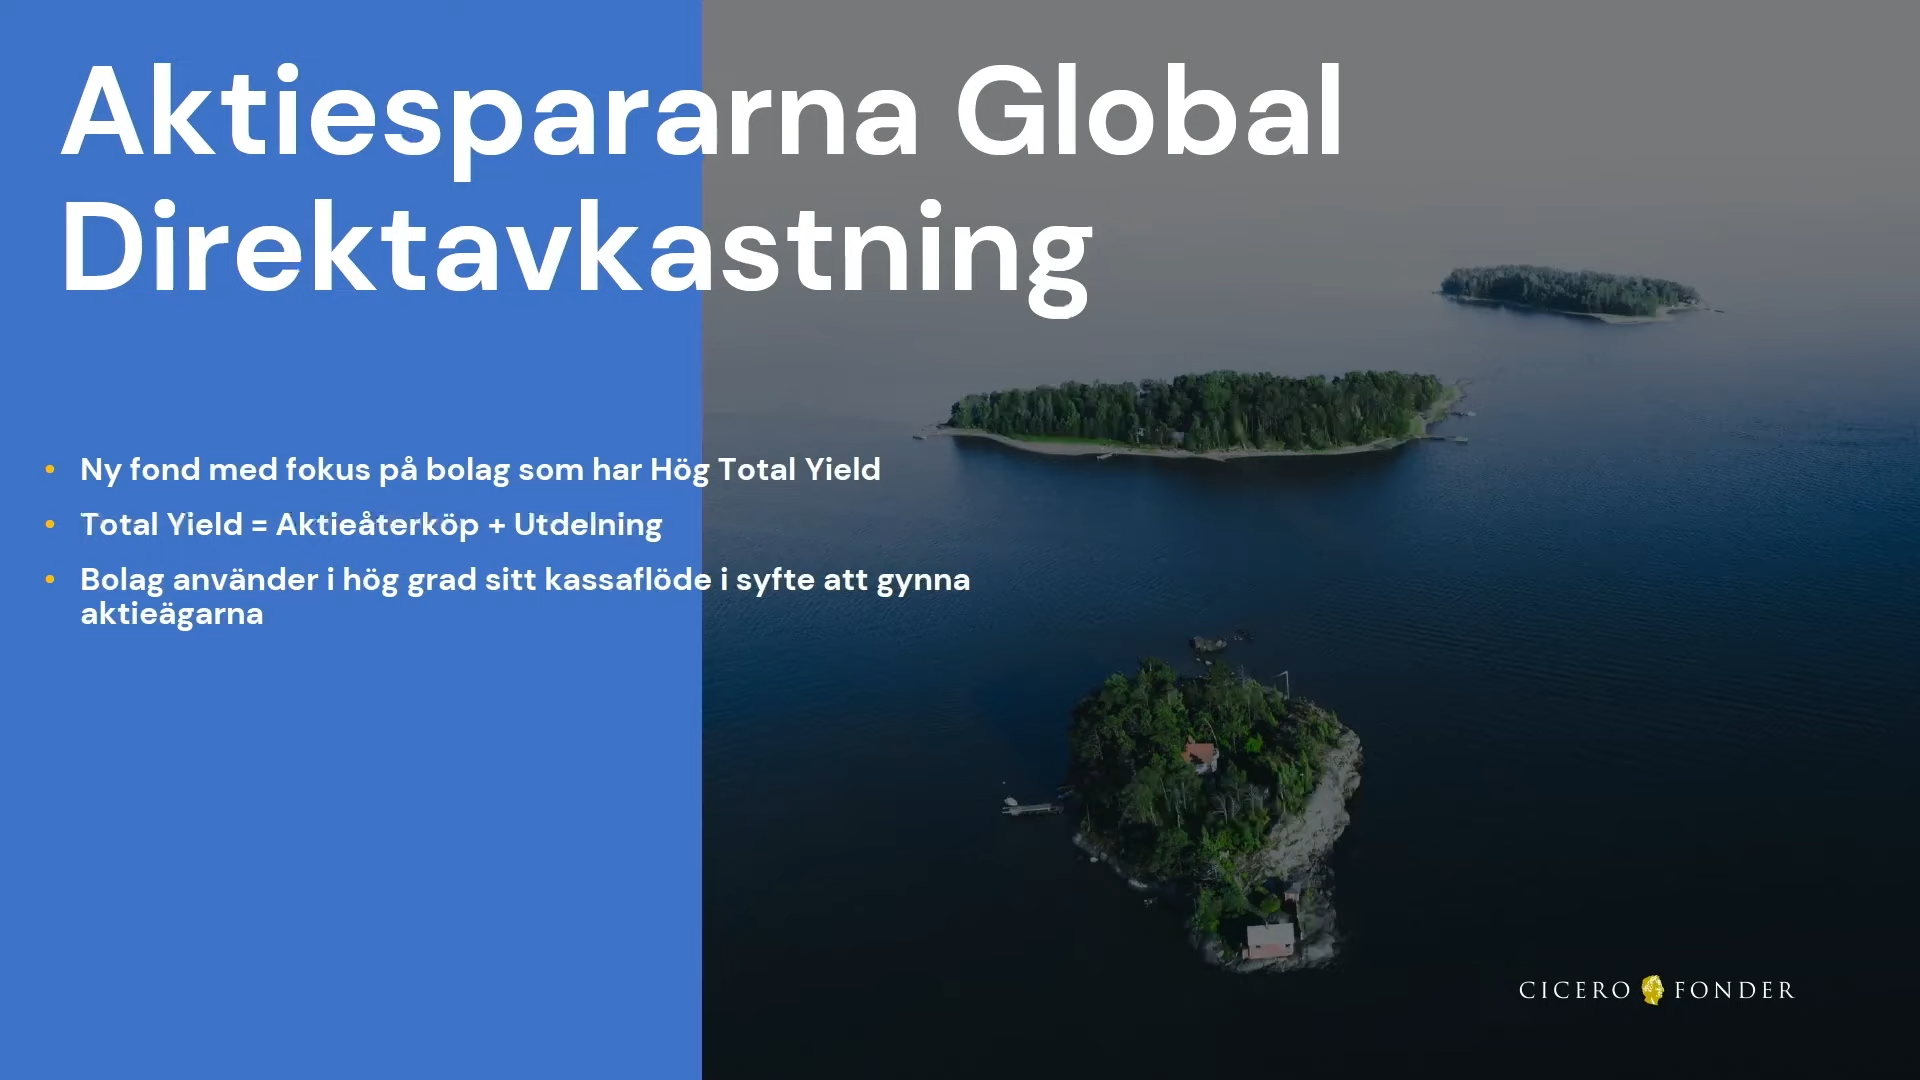 Aktiespararna Global
Direktavkastning
• Ny fond med fokus på bolag som har Hög Total Yield
• Total Yield = Aktieåterköp + Utdelning
• Bolag använder i hög grad sitt kassaflöde i syfte att gynna
aktieägarna
CICERO FONDER